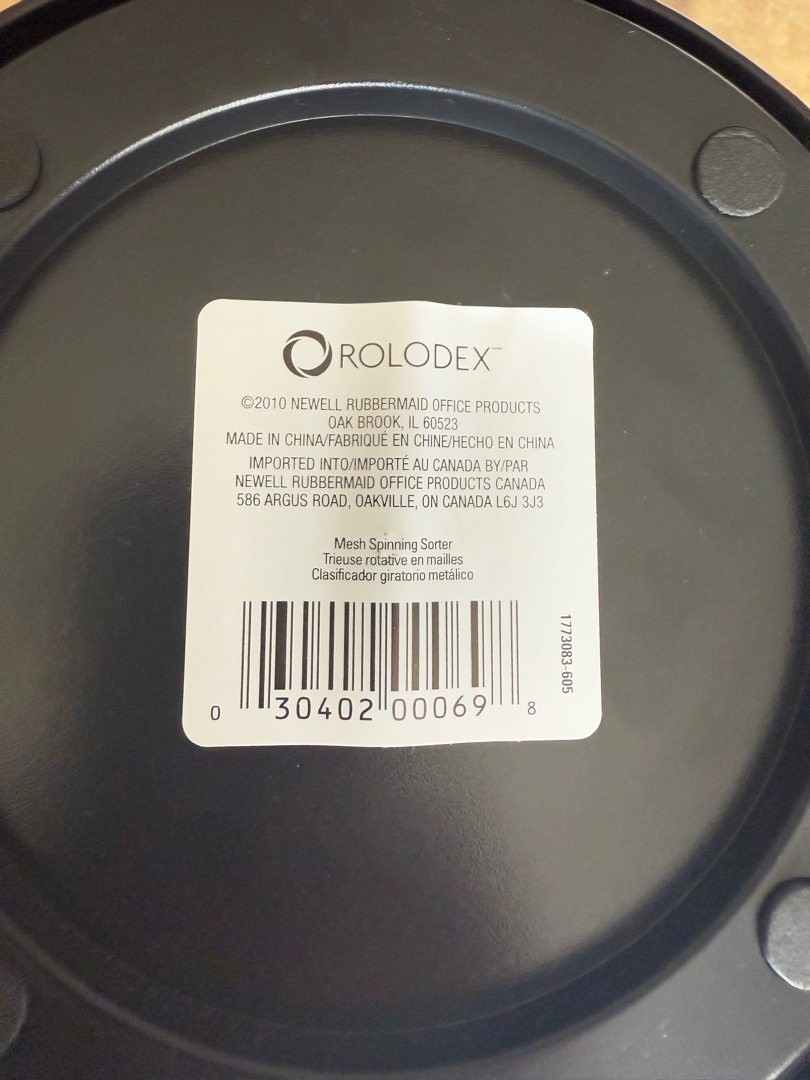 ROLODEX™
©2010 NEWELL RUBBERMAID OFFICE PRODUCTS
OAK BROOK, IL 60523
MADE IN CHINA/FABRIQUÉ EN CHINE/HECHO EN CHINA
IMPORTED INTO/IMPORTÉ AU CANADA BY/PAR
NEWELL RUBBERMAID OFFICE PRODUCTS CANADA
586 ARGUS ROAD, OAKVILLE, ON CANADA L6J 3J3
Mesh Spinning Sorter
Trieuse rotative en mailles
Clasificador giratorio metálico
1773083-605
0 30402 00069 8